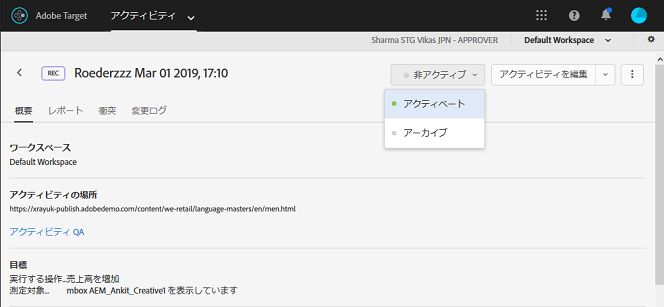 Adobe Target
アクティビティ
Sharma STG Vikas JPN - APPROVER
Default Workspace
REC
Roederzzz Mar 01 2019, 17:10
非アクティブ
アクティビティを編集
アクティベート
アーカイブ
概要 レポート 衝突 変更ログ
ワークスペース
Default Workspace
アクティビティの場所
https://xrayuk-publish.adobedemo.com/content/we-retail/language-masters/en/men.html
アクティビティ QA
目標
実行する操作...売上高を増加
測定対象... mbox AEM_Ankit_Creative1 を表示しています